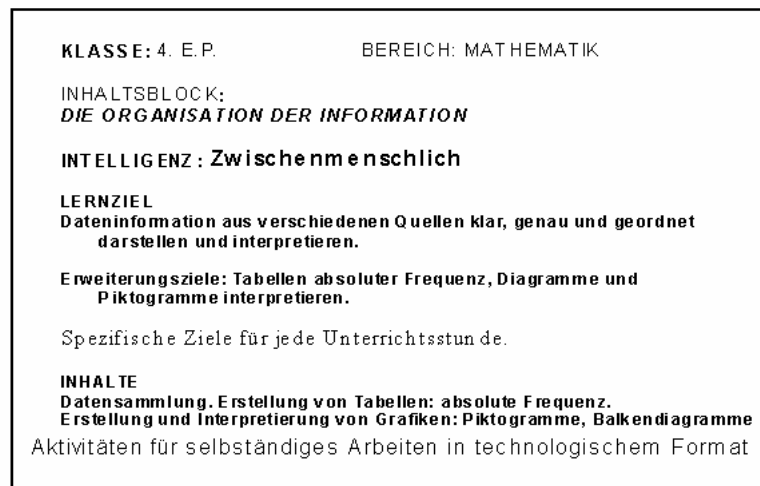 KLASSE: 4. E.P. BEREICH: MATHEMATIK
INHALTSBLOCK:
DIE ORGANISATION DER INFORMATION
INTELLIGENZ: Zwischenmenschlich
LERNZIEL
Dateninformation aus verschiedenen Quellen klar, genau und geordnet
darstellen und interpretieren.
Erweiterungsziele: Tabellen absoluter Frequenz, Diagramme und
Piktogramme interpretieren.
Spezifische Ziele für jede Unterrichtsstunde.
INHALTE
Datensammlung. Erstellung von Tabellen: absolute Frequenz.
Erstellung und Interpretierung von Grafiken: Piktogramme, Balkendiagramme
Aktivitäten für selbständiges Arbeiten in technologischem Format